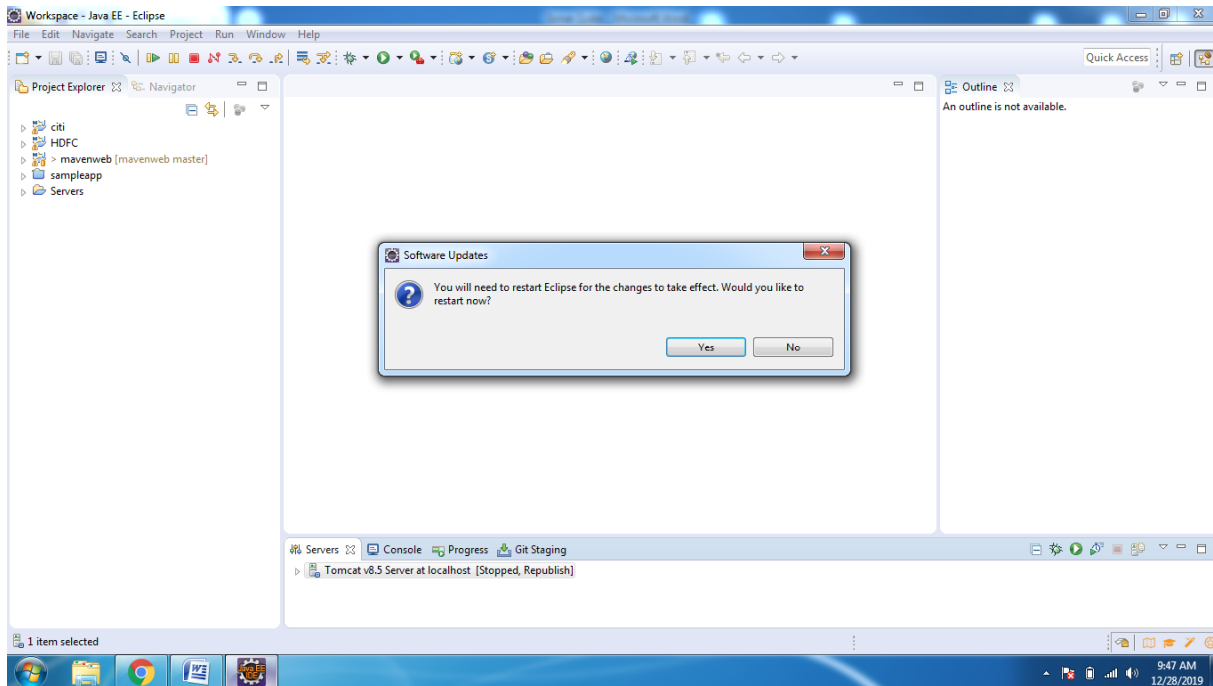 Workspace - Java EE - Eclipse
File Edit Navigate Search Project Run Window Help
Quick Access
Project Explorer Navigator
Outline
An outline is not available.
citi
HDFC
> mavenweb [mavenweb master]
sampleapp
Servers
Software Updates
You will need to restart Eclipse for the changes to take effect. Would you like to
restart now?
Yes No
Servers Console Progress Git Staging
Tomcat v8.5 Server at localhost [Stopped, Republish]
1 item selected
Java EE
IDE
9:47 AM
12/28/2019